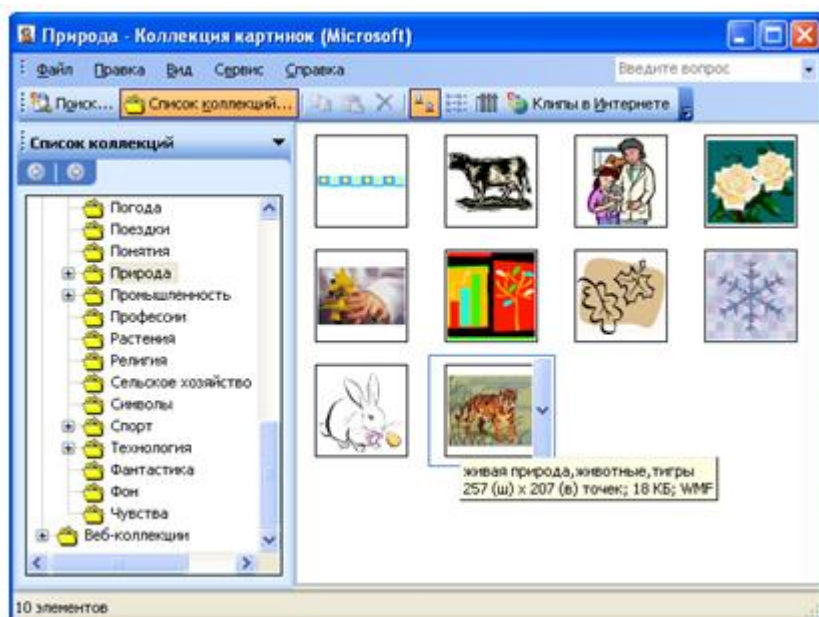 Природа - Коллекция картинок (Microsoft)
Файл Правка Вид Сервис Справка Введите вопрос
Поиск... Список коллекций... Клипы в Интернете
Список коллекций
Погода
Поездки
Понятия
Природа
Промышленность
Профессии
Растения
Религия
Сельское хозяйство
Символы
Спорт
Технология
Фантастика
Фон
Чувства
Веб-коллекции
живая природа,животные,тигры
257 (ш) x 207 (в) точек; 18 КБ; WMF
10 элементов